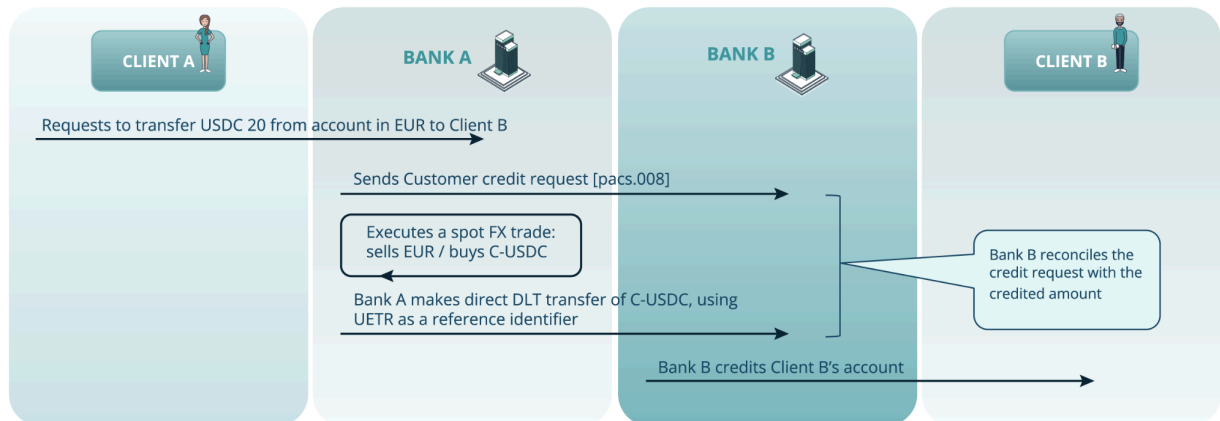 CLIENT A
BANK A
BANK B
CLIENT B
Requests to transfer USDC 20 from account in EUR to Client B
Sends Customer credit request [pacs.008]
Executes a spot FX trade:
sells EUR / buys C-USDC
Bank B reconciles the
credit request with the
credited amount
Bank A makes direct DLT transfer of C-USDC, using
UETR as a reference identifier
Bank B credits Client B’s account